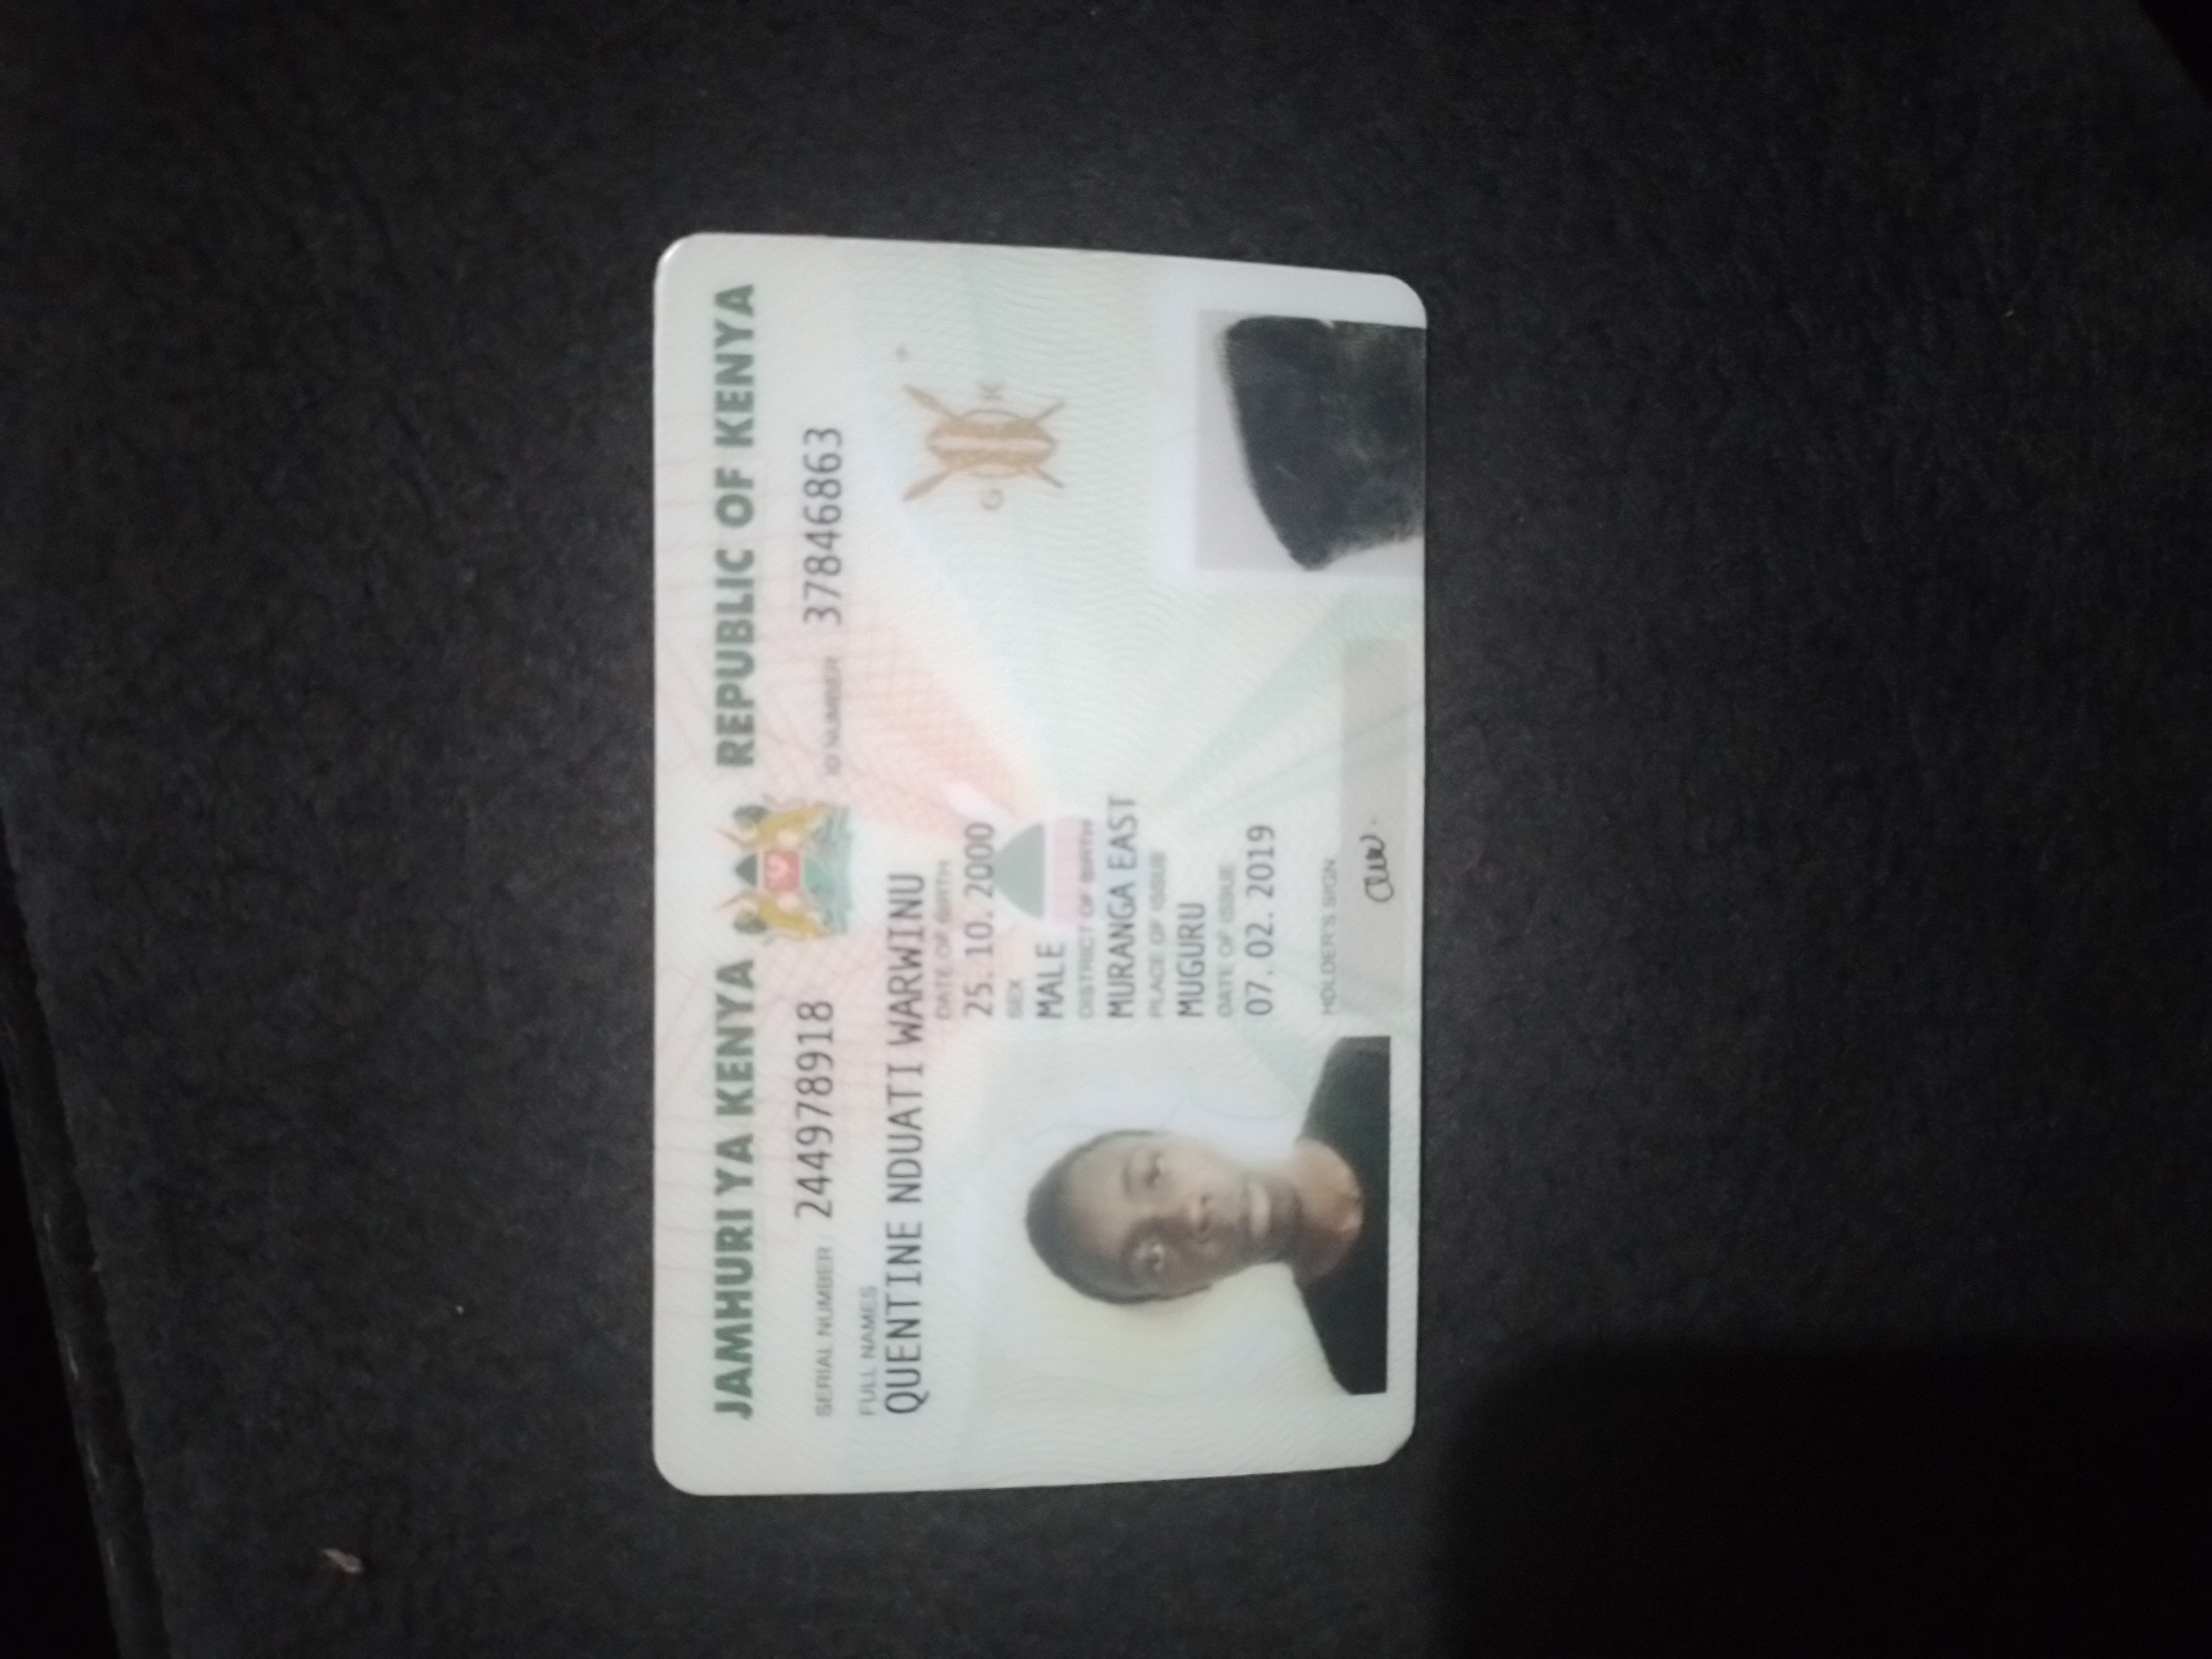 JAMHURI YA KENYA REPUBLIC OF KENYA
SERIAL NUMBER : 244978918 ID NUMBER : 37846863
FULL NAMES
QUENTINE NDUATI WARWINU
DATE OF BIRTH
25. 10. 2000
SEX
MALE
DISTRICT OF BIRTH
MURANGA EAST
PLACE OF ISSUE
MUGURU
DATE OF ISSUE
07. 02. 2019
HOLDER'S SIGN
G K